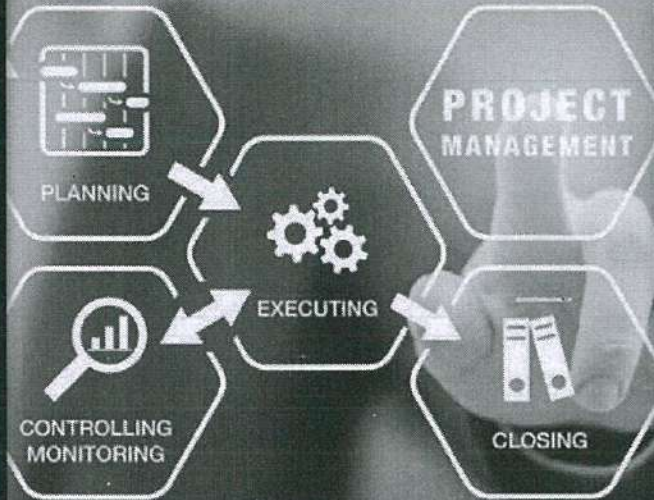 PLANNING
PROJECT
MANAGEMENT
EXECUTING
CONTROLLING
MONITORING
CLOSING